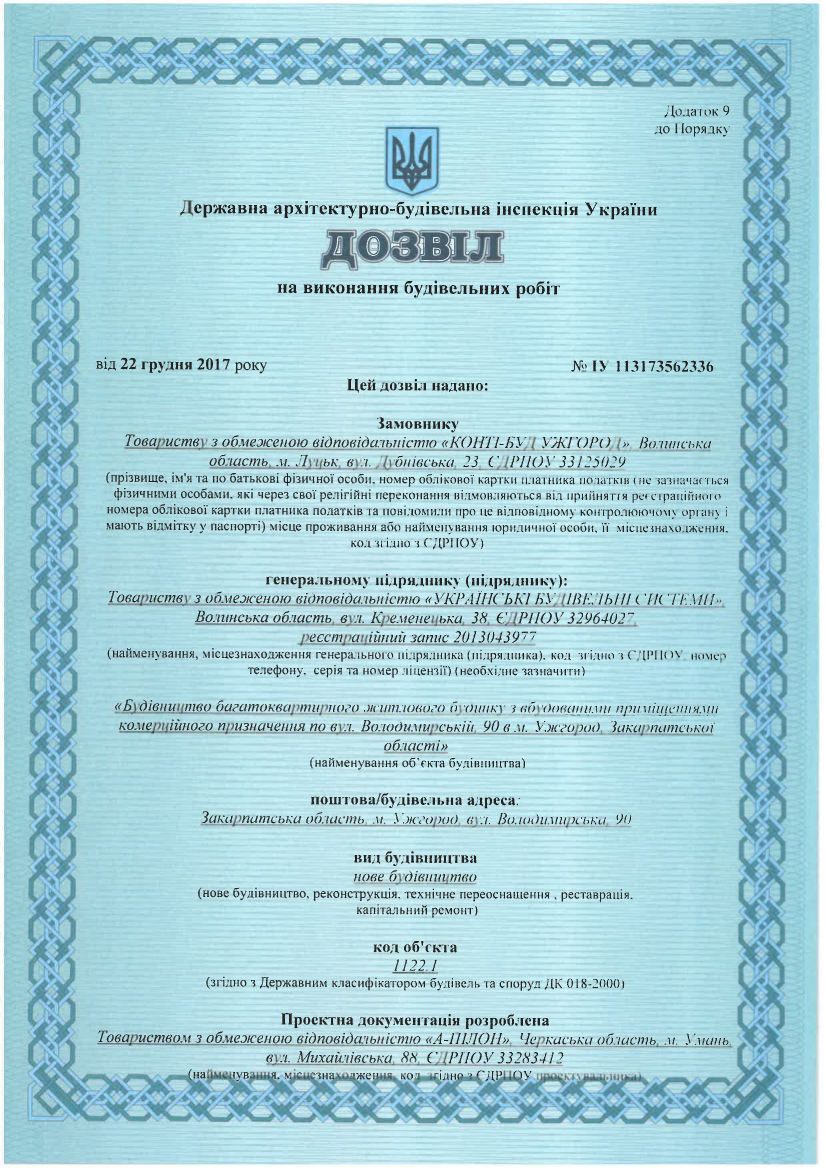 Додаток 9
до Порядку
Державна архітектурно-будівельна інспекція України
ДОЗВІЛ
на виконання будівельних робіт
від 22 грудня 2017 року
№ ІУ 113173562336
Цей дозвіл надано:
Замовнику
Товариству з обмеженою відповідальністю «КОНТІ-БУД УЖГОРОД», Волинська
область, м. Луцьк, вул. Дубнівська, 23, ЄДРПОУ 33125029
(прізвище, ім'я та по батькові фізичної особи, номер облікової картки платника податків (не зазначається
фізичними особами, які через свої релігійні переконання відмовляються від прийняття реєстраційного
номера облікової картки платника податків та повідомили про це відповідному контролюючому органу і
мають відмітку у паспорті) місце проживання або найменування юридичної особи, її місцезнаходження,
код згідно з ЄДРПОУ)
генеральному підряднику (підряднику):
Товариству з обмеженою відповідальністю «УКРАЇНСЬКІ БУДІВЕЛЬНІ СИСТЕМИ»,
Волинська область, вул. Кременецька, 38, ЄДРПОУ 32964027,
реєстраційний запис 2013043977
(найменування, місцезнаходження генерального підрядника (підрядника), код згідно з ЄДРПОУ, номер
телефону, серія та номер ліцензії) (необхідне зазначити)
«Будівництво багатоквартирного житлового будинку з вбудованими приміщеннями
комерційного призначення по вул. Володимирській, 90 в м. Ужгород, Закарпатської
області»
(найменування об’єкта будівництва)
поштова/будівельна адреса:
Закарпатська область, м. Ужгород, вул. Володимирська, 90
вид будівництва
нове будівництво
(нове будівництво, реконструкція, технічне переоснащення , реставрація,
капітальний ремонт)
код об'єкта
1122.1
(згідно з Державним класифікатором будівель та споруд ДК 018-2000)
Проектна документація розроблена
Товариством з обмеженою відповідальністю «А-ПІЛОН», Черкаська область, м. Умань,
вул. Михайлівська, 88, ЄДРПОУ 33283412
(найменування, місцезнаходження, код згідно з ЄДРПОУ проектувальника)